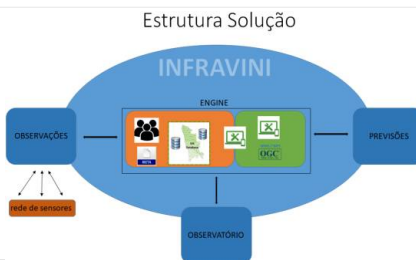 Estrutura Solução
INFRAVINI
ENGINE
OBSERVAÇÕES
PREVISÕES
OGC
rede de sensores
OBSERVATÓRIO